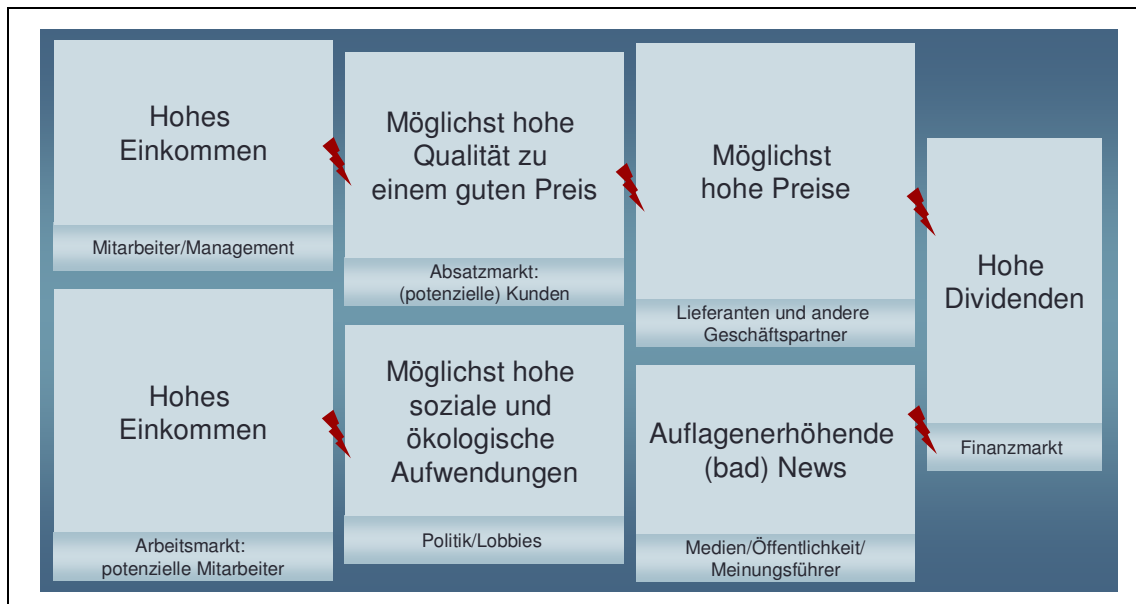 Hohes
Einkommen
Mitarbeiter/Management
Möglichst hohe
Qualität zu
einem guten Preis
Absatzmarkt:
(potenzielle) Kunden
Möglichst
hohe Preise
Lieferanten und andere
Geschäftspartner
Hohe
Dividenden
Finanzmarkt
Hohes
Einkommen
Arbeitsmarkt:
potenzielle Mitarbeiter
Möglichst hohe
soziale und
ökologische
Aufwendungen
Politik/Lobbies
Auflagenerhöhende
(bad) News
Medien/Öffentlichkeit/
Meinungsführer